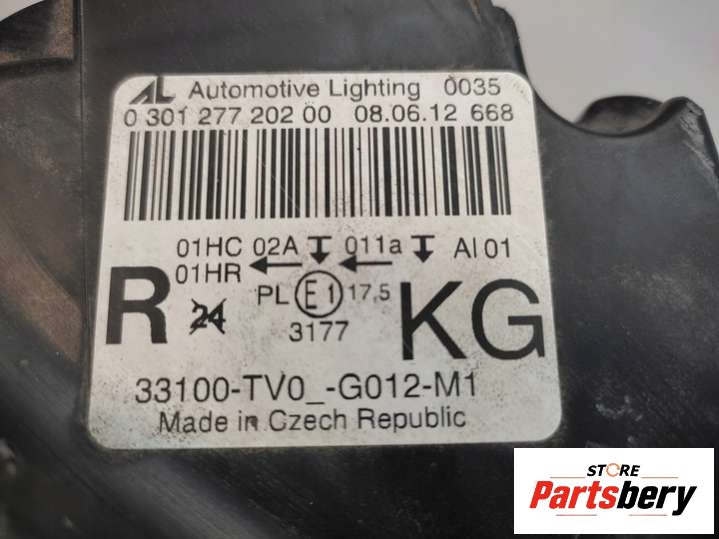 AL Automotive Lighting 0035
0 301 277 202 00 08.06.12 668
01HC 02A 011a AI 01
01HR
R 24 PL E1 17,5 KG
3177
33100-TV0_-G012-M1
Made in Czech Republic
STORE
Partsbery